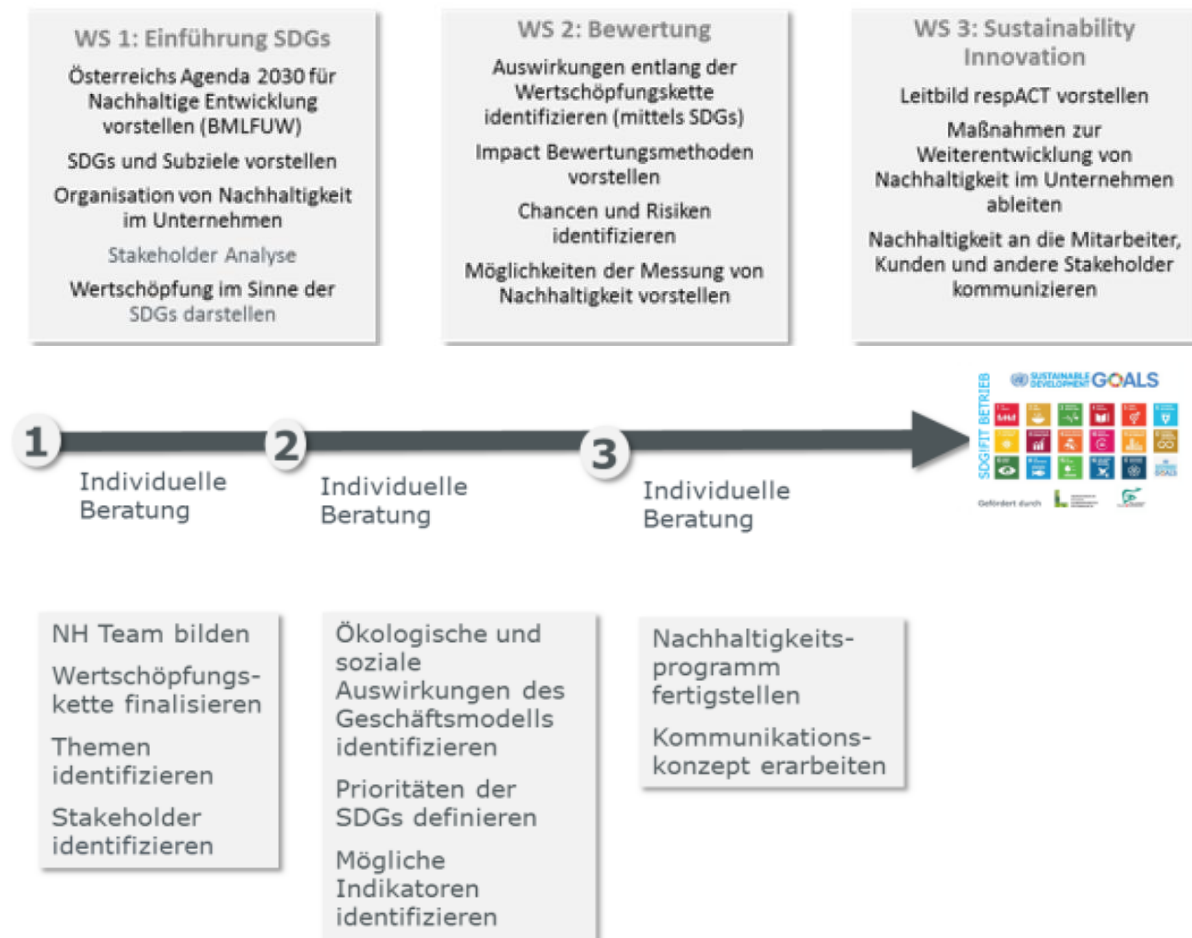 WS 1: Einführung SDGs
Österreichs Agenda 2030 für
Nachhaltige Entwicklung
vorstellen (BMLFUW)
SDGs und Subziele vorstellen
Organisation von Nachhaltigkeit
im Unternehmen
Stakeholder Analyse
Wertschöpfung im Sinne der
SDGs darstellen
WS 2: Bewertung
Auswirkungen entlang der
Wertschöpfungskette
identifizieren (mittels SDGs)
Impact Bewertungsmethoden
vorstellen
Chancen und Risiken
identifizieren
Möglichkeiten der Messung von
Nachhaltigkeit vorstellen
WS 3: Sustainability
Innovation
Leitbild respACT vorstellen
Maßnahmen zur
Weiterentwicklung von
Nachhaltigkeit im Unternehmen
ableiten
Nachhaltigkeit an die Mitarbeiter,
Kunden und andere Stakeholder
kommunizieren
1
2
3
Individuelle
Beratung
Individuelle
Beratung
Individuelle
Beratung
SDG!FIT BETRIEB
SUSTAINABLE
DEVELOPMENT GOALS
Gefördert durch
NH Team bilden
Wertschöpfungs-
kette finalisieren
Themen
identifizieren
Stakeholder
identifizieren
Ökologische und
soziale
Auswirkungen des
Geschäftsmodells
identifizieren
Prioritäten der
SDGs definieren
Mögliche
Indikatoren
identifizieren
Nachhaltigkeits-
programm
fertigstellen
Kommunikations-
konzept erarbeiten